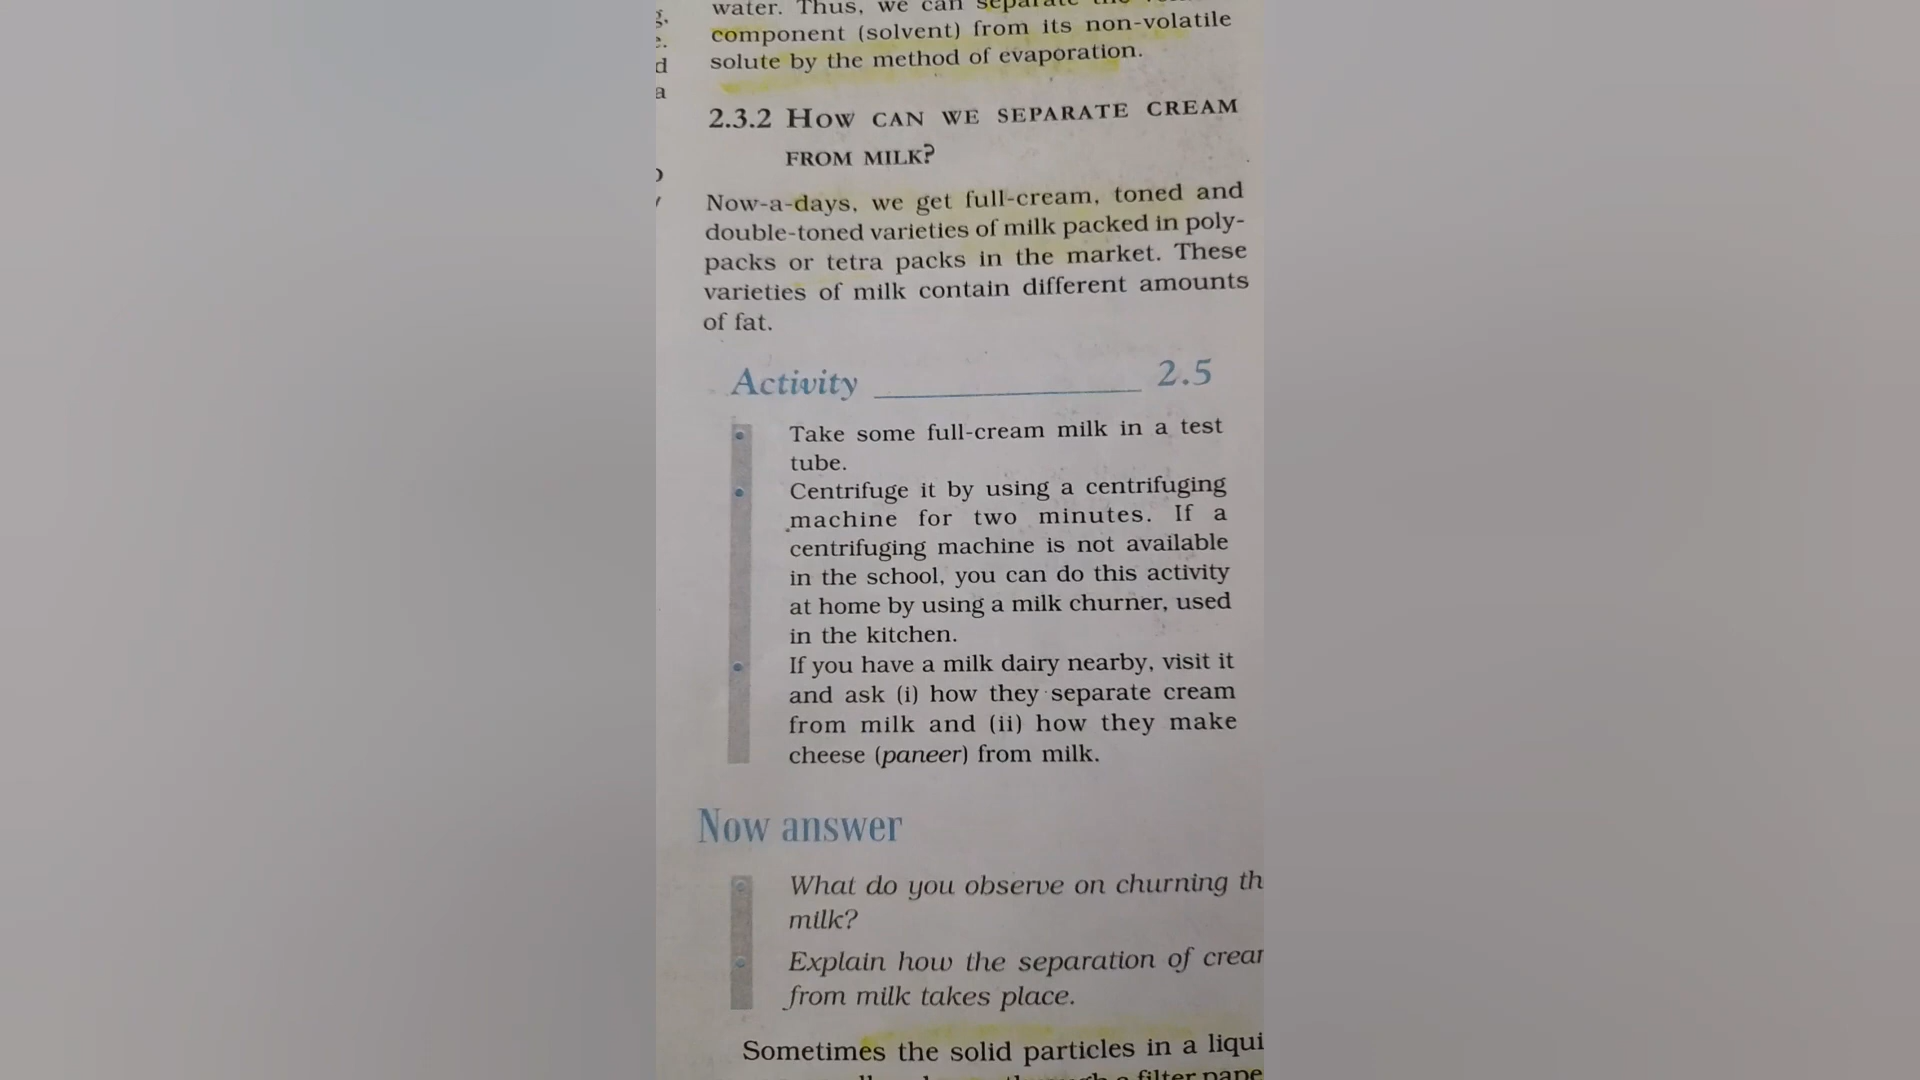 g,
e.
d
a
water. Thus, we can separate the
component (solvent) from its non-volatile
solute by the method of evaporation.
2.3.2 HOW CAN WE SEPARATE CREAM
FROM MILK?
Now-a-days, we get full-cream, toned and
double-toned varieties of milk packed in poly-
packs or tetra packs in the market. These
varieties of milk contain different amounts
of fat.
Activity 2.5
• Take some full-cream milk in a test
tube.
• Centrifuge it by using a centrifuging
machine for two minutes. If a
centrifuging machine is not available
in the school, you can do this activity
at home by using a milk churner, used
in the kitchen.
• If you have a milk dairy nearby, visit it
and ask (i) how they separate cream
from milk and (ii) how they make
cheese (paneer) from milk.
Now answer
What do you observe on churning th
milk?
Explain how the separation of crear
from milk takes place.
Sometimes the solid particles in a liqui
a filter pape